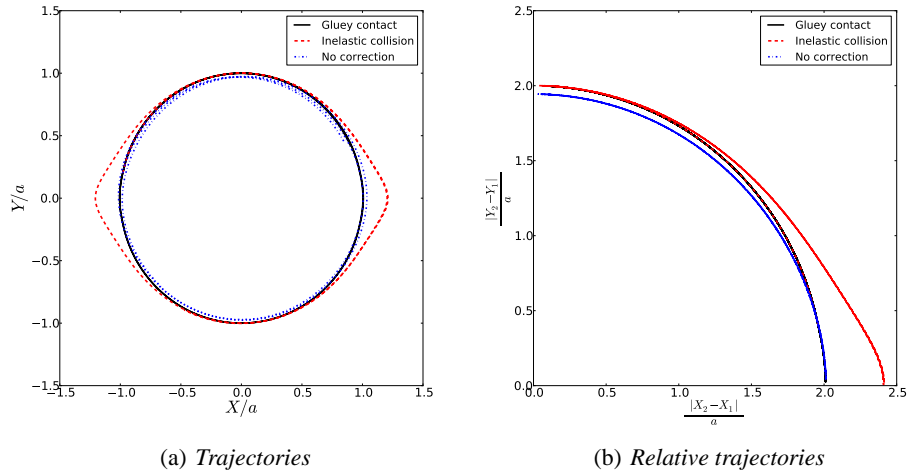 1.5
1.0
0.5
0.0
−0.5
−1.0
−1.5
Y/a
−1.5 −1.0 −0.5 0.0 0.5 1.0 1.5
X/a
Gluey contact
Inelastic collision
No correction
(a) Trajectories
2.5
2.0
1.5
1.0
0.5
0.0
|Y₂−Y₁|
a
0.0 0.5 1.0 1.5 2.0 2.5
|X₂−X₁|
a
Gluey contact
Inelastic collision
No correction
(b) Relative trajectories